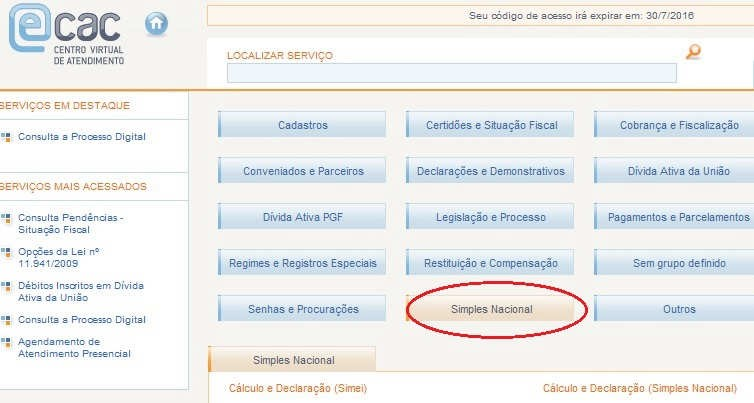 e cac
CENTRO VIRTUAL
DE ATENDIMENTO
Seu código de acesso irá expirar em: 30/7/2016
LOCALIZAR SERVIÇO
SERVIÇOS EM DESTAQUE
Consulta a Processo Digital
SERVIÇOS MAIS ACESSADOS
Consulta Pendências -
Situação Fiscal
Opções da Lei nº
11.941/2009
Débitos Inscritos em Dívida
Ativa da União
Consulta a Processo Digital
Agendamento de
Atendimento Presencial
Cadastros
Certidões e Situação Fiscal
Cobrança e Fiscalização
Conveniados e Parceiros
Declarações e Demonstrativos
Dívida Ativa da União
Dívida Ativa PGF
Legislação e Processo
Pagamentos e Parcelamentos
Regimes e Registros Especiais
Restituição e Compensação
Sem grupo definido
Senhas e Procurações
Simples Nacional
Outros
Simples Nacional
Cálculo e Declaração (Simei)
Cálculo e Declaração (Simples Nacional)